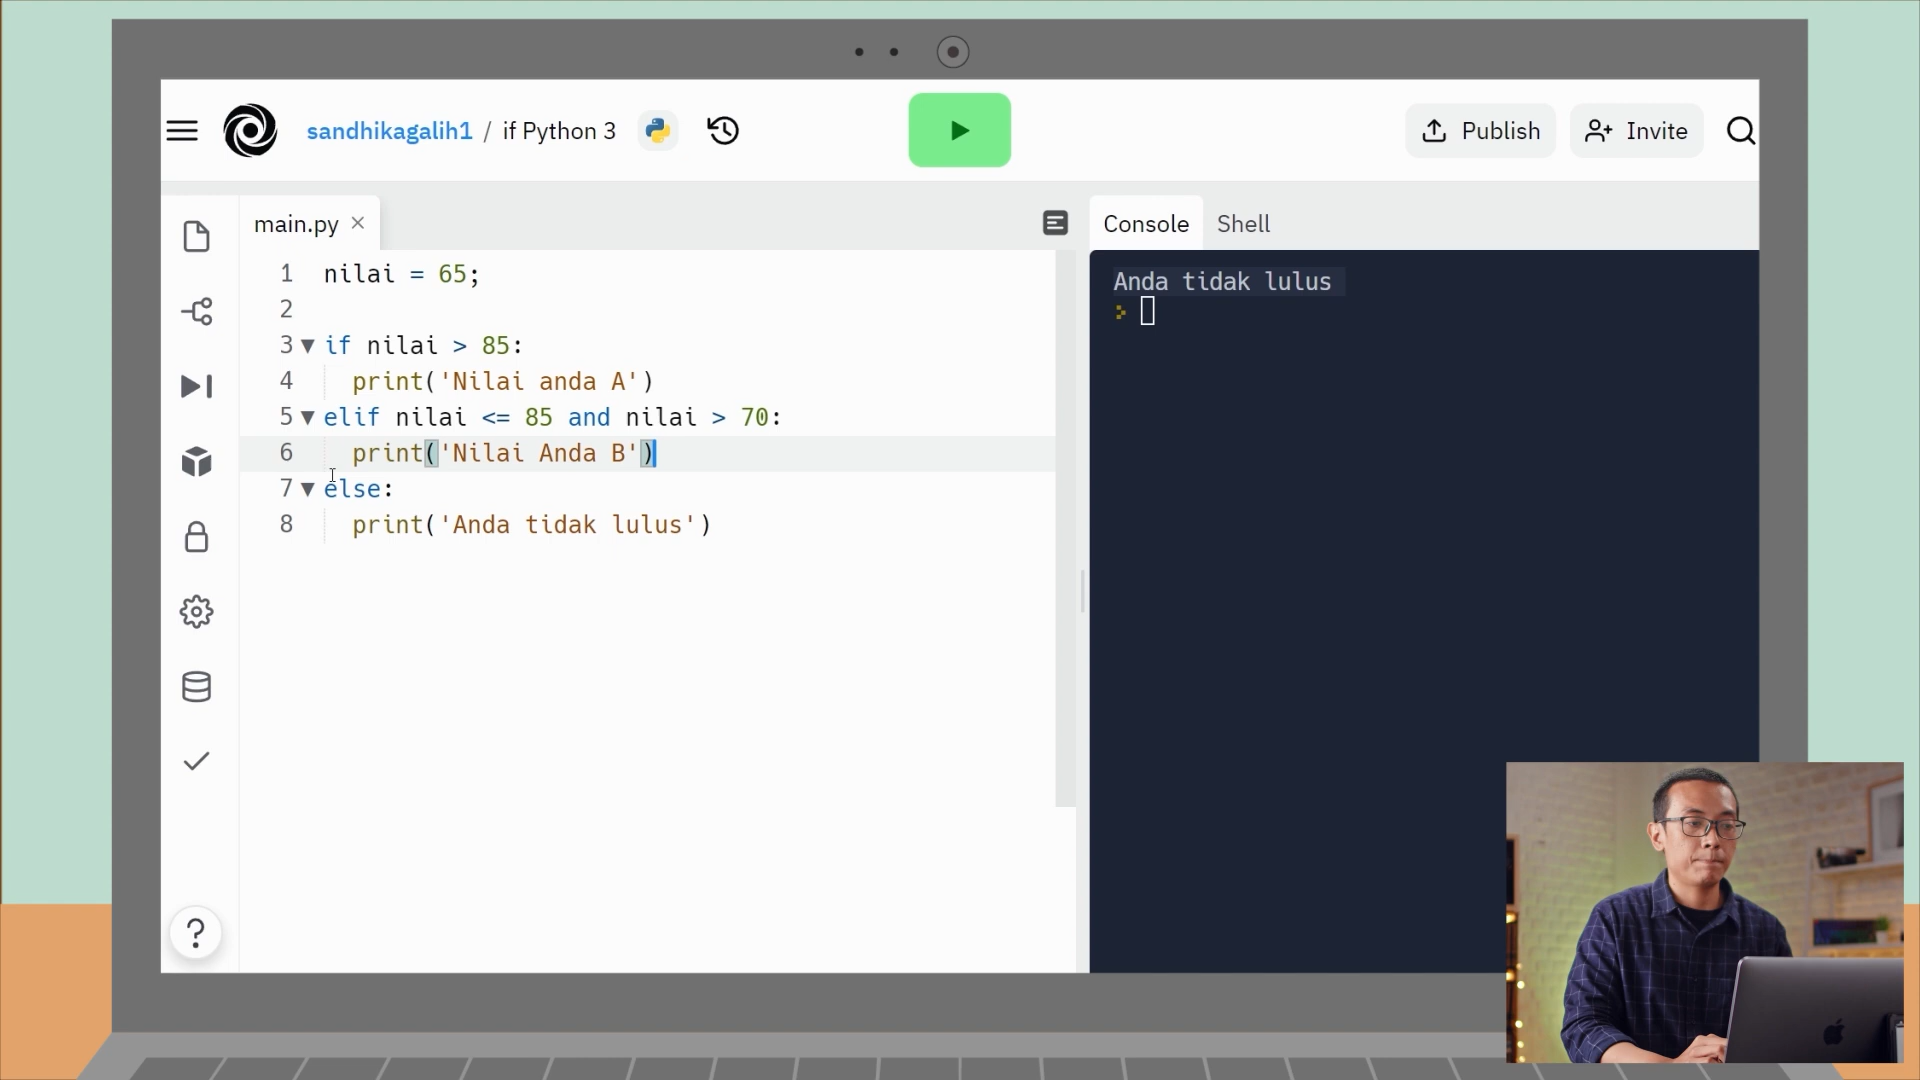 sandhikagalih1 / if Python 3
Publish
Invite
main.py
Console
Shell
1 nilai = 65;
2
3 if nilai > 85:
4 print('Nilai anda A')
5 elif nilai <= 85 and nilai > 70:
6 print('Nilai Anda B')
7 else:
8 print('Anda tidak lulus')
Anda tidak lulus
?